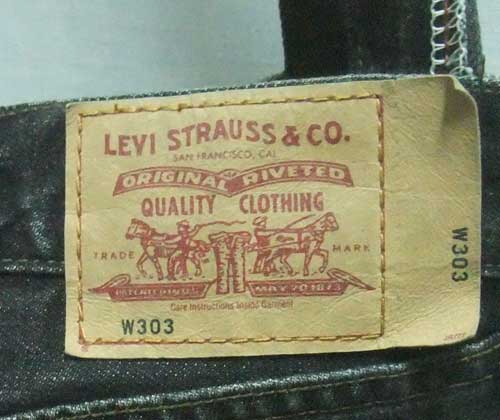 LEVI STRAUSS & CO.
SAN FRANCISCO, CAL
ORIGINAL RIVETED
QUALITY CLOTHING
TRADE MARK
PATENTED IN U.S. MAY 20 1873
Care Instructions Inside Garment
W303
W303